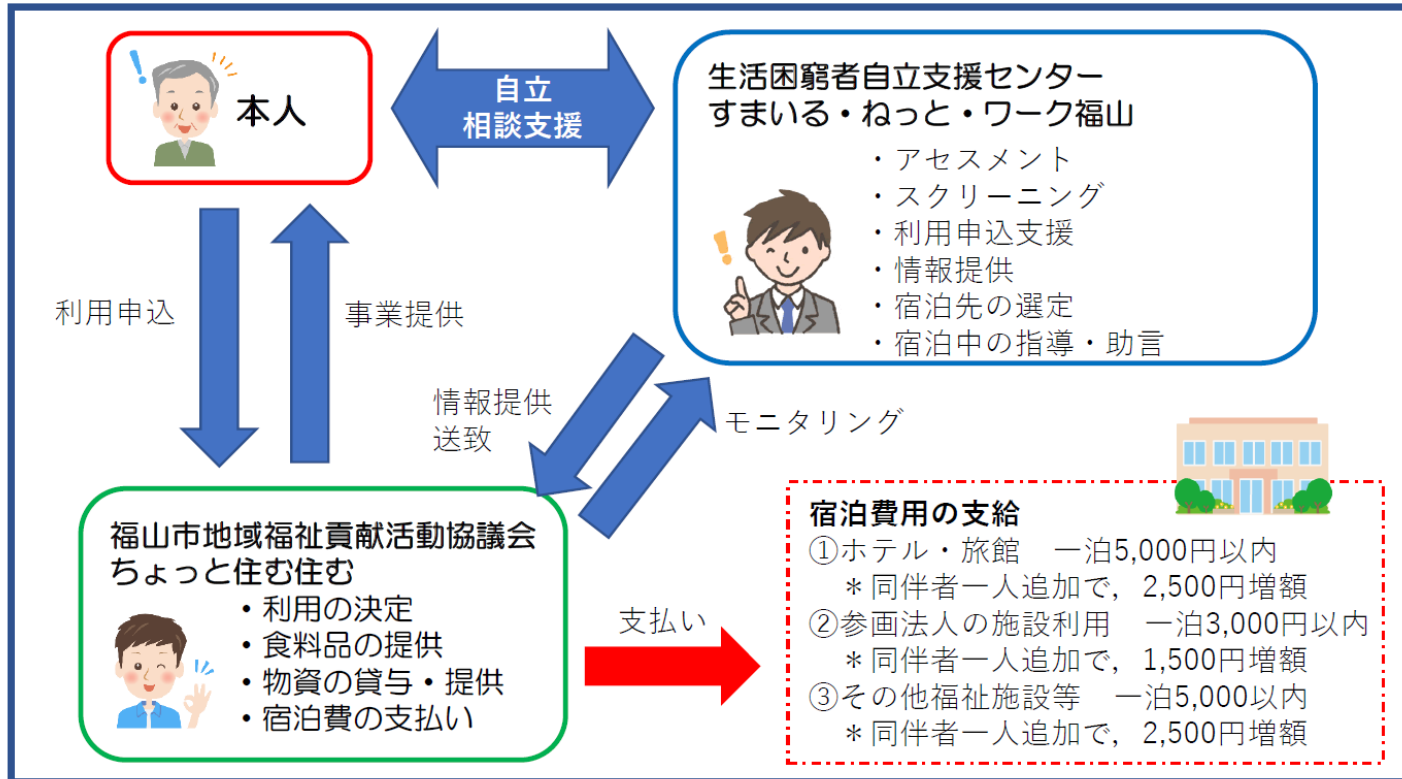 本人
自立
相談支援
生活困窮者自立支援センター
すまいる・ねっと・ワーク福山
・アセスメント
・スクリーニング
・利用申込支援
・情報提供
・宿泊先の選定
・宿泊中の指導・助言
利用申込
事業提供
情報提供
送致
モニタリング
福山市地域福祉貢献活動協議会
ちょっと住む住む
・利用の決定
・食料品の提供
・物資の貸与・提供
・宿泊費の支払い
支払い
宿泊費用の支給
①ホテル・旅館　一泊5,000円以内
＊同伴者一人追加で，2,500円増額
②参画法人の施設利用　一泊3,000円以内
＊同伴者一人追加で，1,500円増額
③その他福祉施設等　一泊5,000以内
＊同伴者一人追加で，2,500円増額